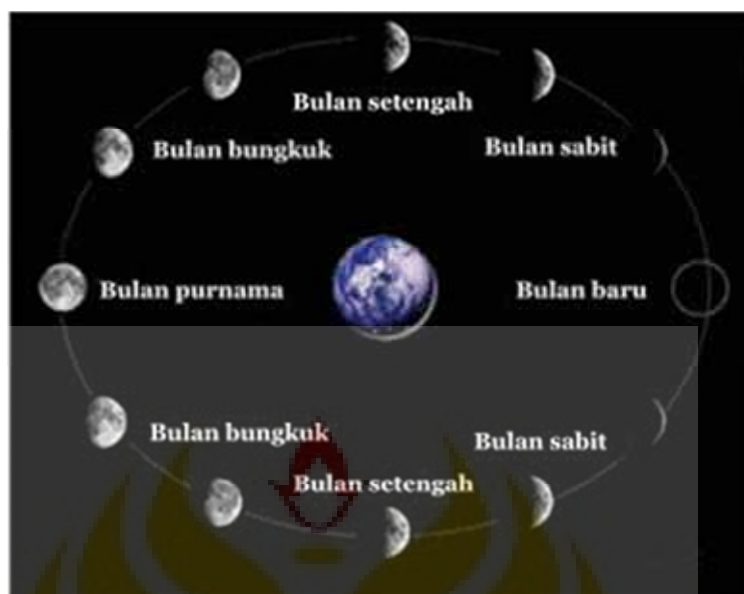 Bulan setengah
Bulan bungkuk
Bulan sabit
Bulan purnama
Bulan baru
Bulan bungkuk
Bulan sabit
Bulan setengah